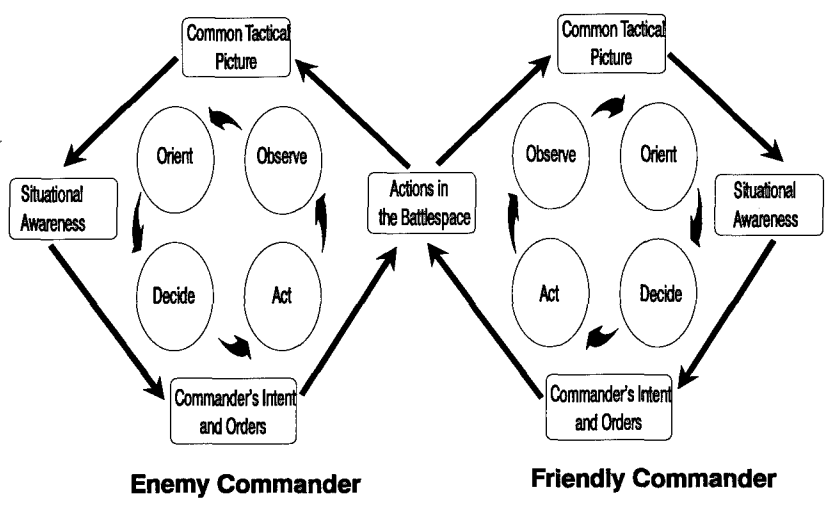 Common Tactical
Picture
Orient
Observe
Situational
Awareness
Decide
Act
Commander's Intent
and Orders
Enemy Commander
Actions in
the Battlespace
Common Tactical
Picture
Observe
Orient
Situational
Awareness
Act
Decide
Commander's Intent
and Orders
Friendly Commander